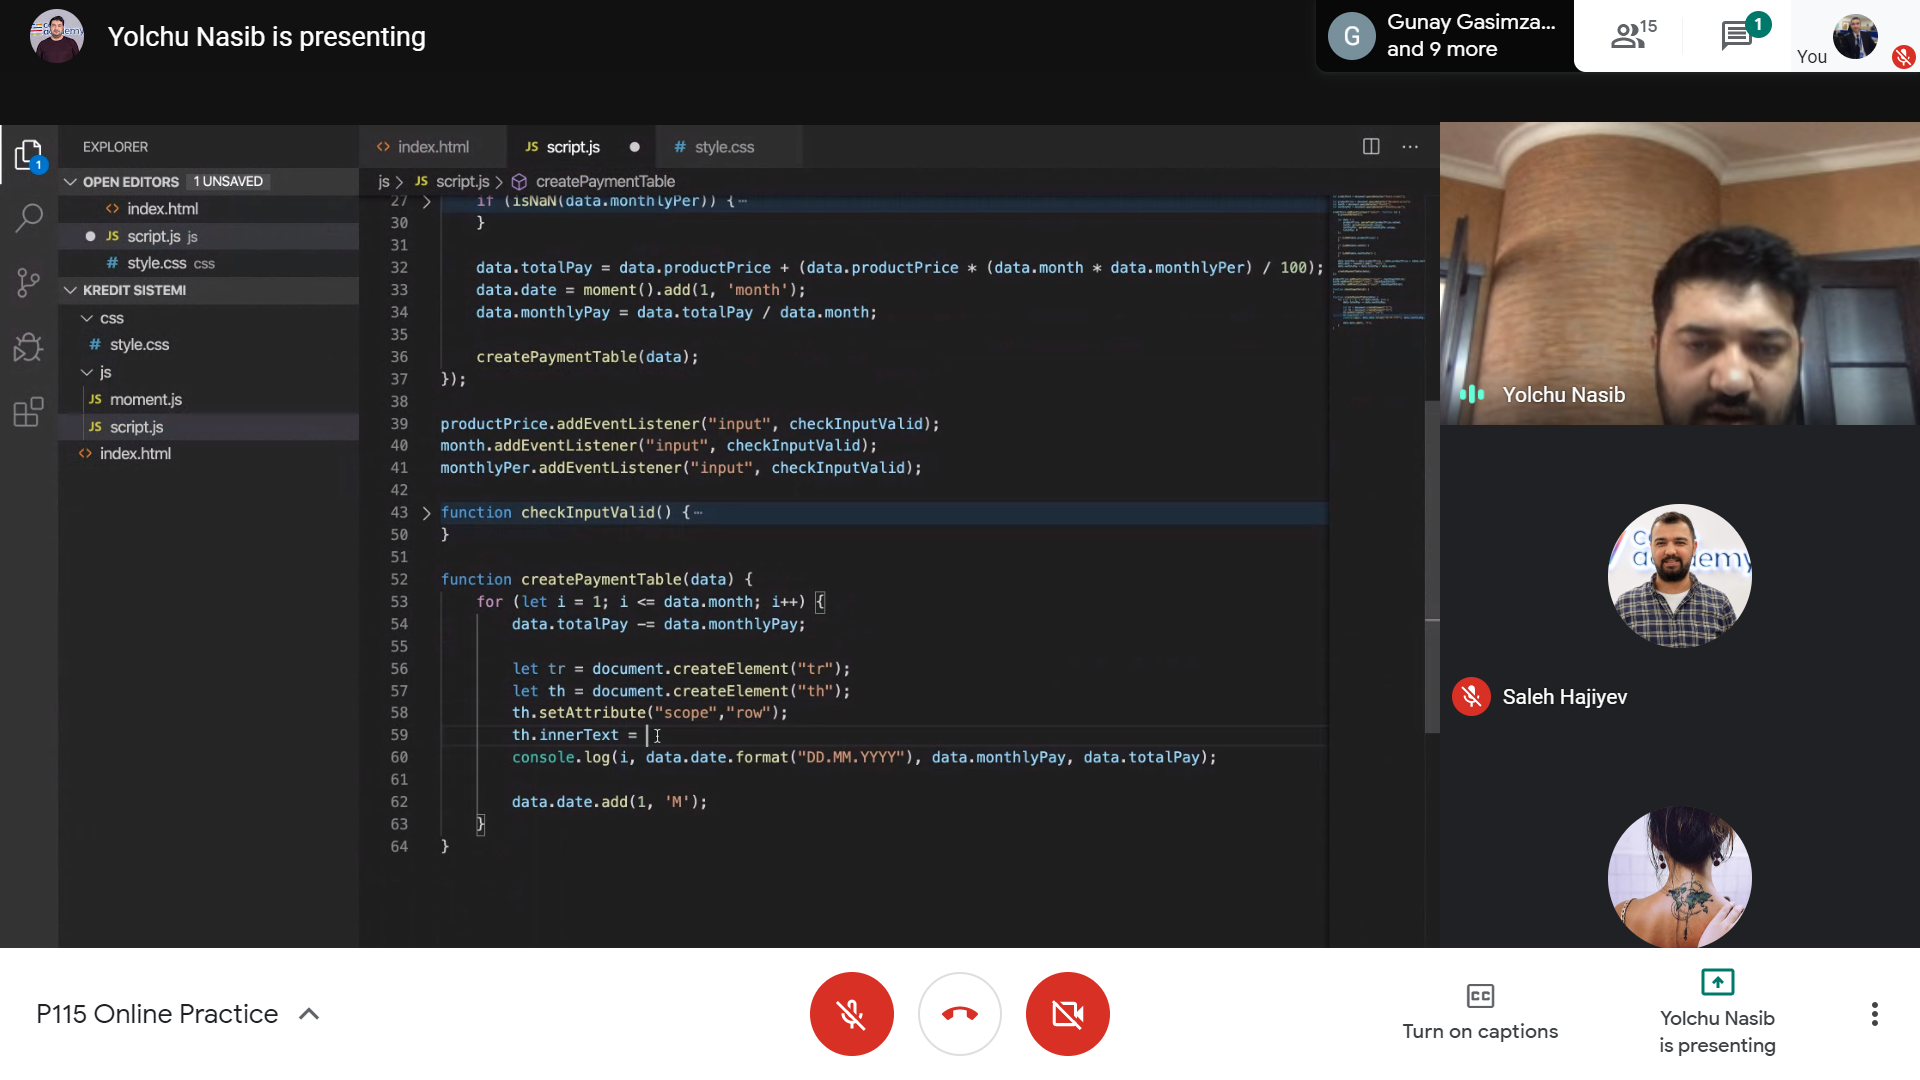 Yolchu Nasib is presenting
G
Gunay Gasimza...
and 9 more
15
1
You
EXPLORER
OPEN EDITORS 1 UNSAVED
index.html
JS script.js js
# style.css css
KREDIT SISTEMI
css
# style.css
js
JS moment.js
JS script.js
index.html
1
index.html
JS script.js
# style.css
js > JS script.js > createPaymentTable
27 if (isNaN(data.monthlyPer)) {
30 }
31
32 data.totalPay = data.productPrice + (data.productPrice * (data.month * data.monthlyPer) / 100);
33 data.date = moment().add(1, 'month');
34 data.monthlyPay = data.totalPay / data.month;
35
36 createPaymentTable(data);
37 });
38
39 productPrice.addEventListener("input", checkInputValid);
40 month.addEventListener("input", checkInputValid);
41 monthlyPer.addEventListener("input", checkInputValid);
42
43 function checkInputValid() {
50 }
51
52 function createPaymentTable(data) {
53 for (let i = 1; i <= data.month; i++) {
54 data.totalPay -= data.monthlyPay;
55
56 let tr = document.createElement("tr");
57 let th = document.createElement("th");
58 th.setAttribute("scope","row");
59 th.innerText =
60 console.log(i, data.date.format("DD.MM.YYYY"), data.monthlyPay, data.totalPay);
61
62 data.date.add(1, 'M');
63 }
64 }
Yolchu Nasib
academy
Saleh Hajiyev
P115 Online Practice
CC
Turn on captions
Yolchu Nasib
is presenting